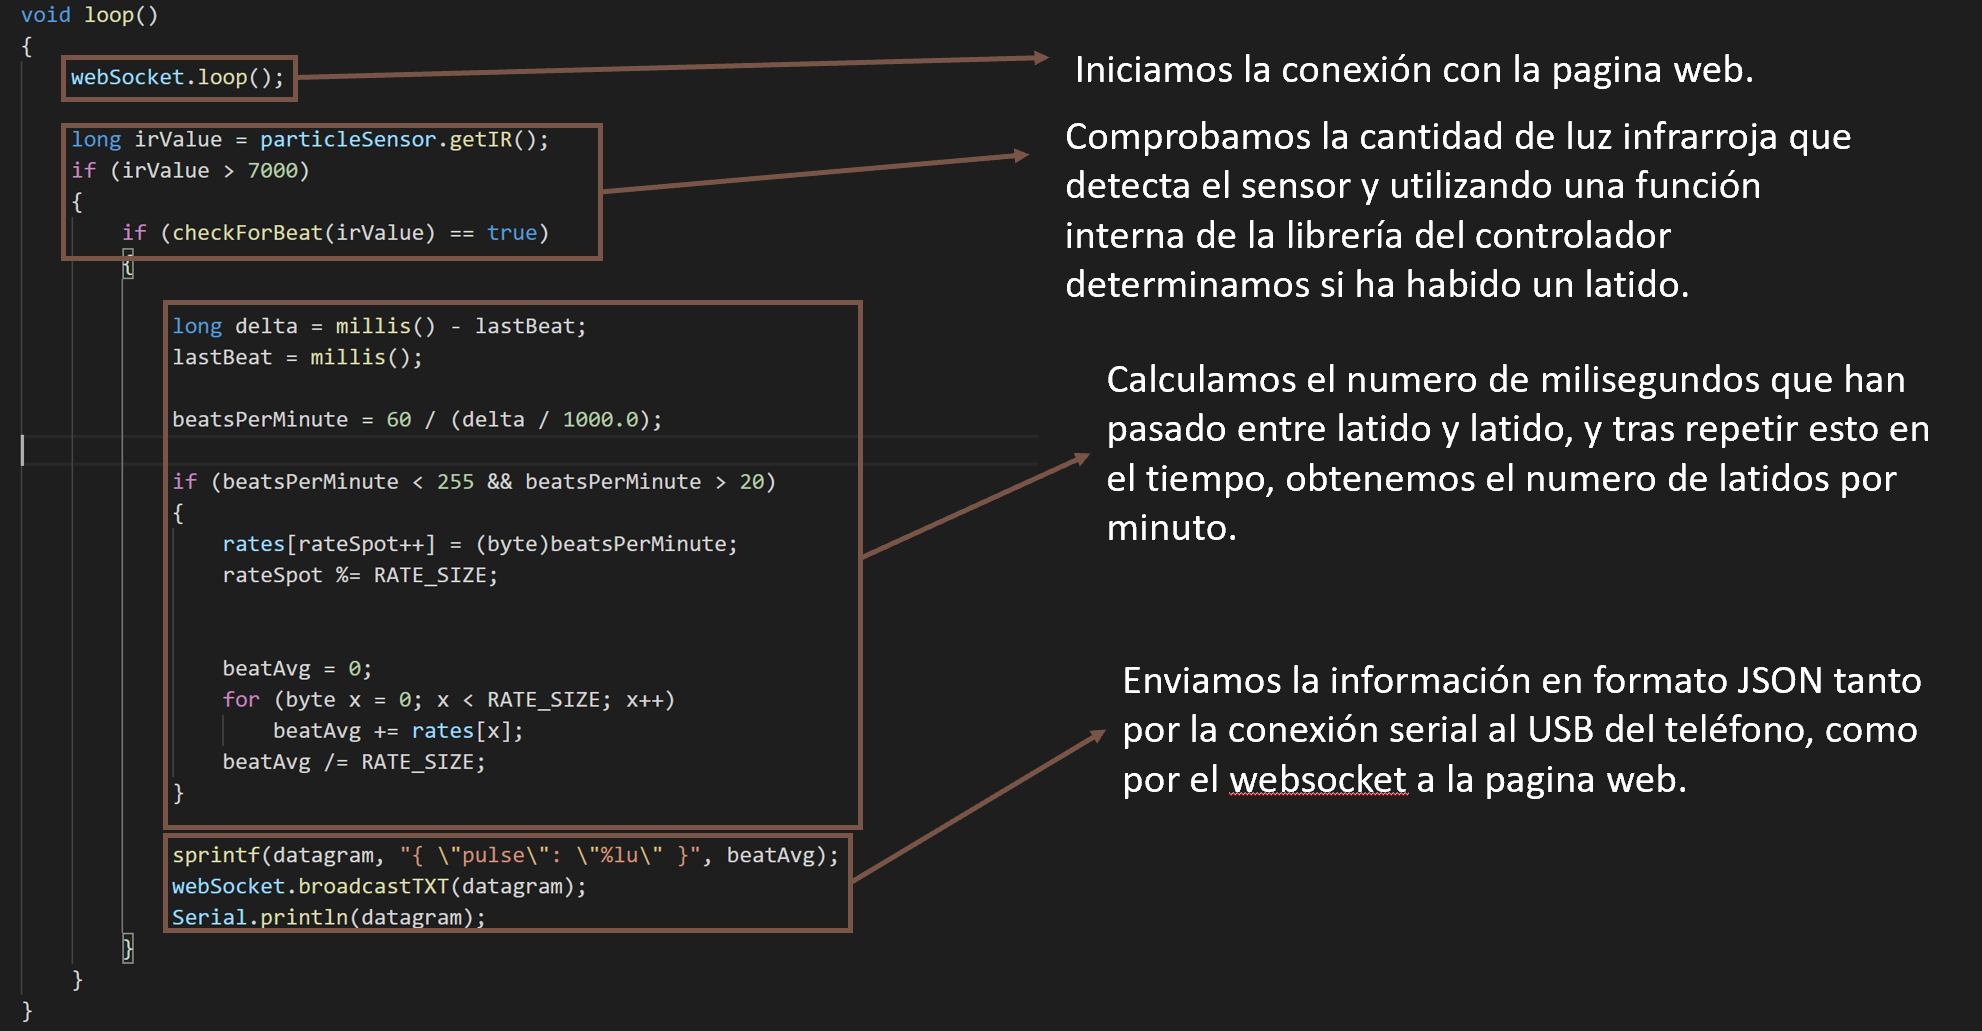 void loop()
{
webSocket.loop();
long irValue = particleSensor.getIR();
if (irValue > 7000)
{
if (checkForBeat(irValue) == true)
{
long delta = millis() - lastBeat;
lastBeat = millis();
beatsPerMinute = 60 / (delta / 1000.0);
if (beatsPerMinute < 255 && beatsPerMinute > 20)
{
rates[rateSpot++] = (byte)beatsPerMinute;
rateSpot %= RATE_SIZE;
beatAvg = 0;
for (byte x = 0; x < RATE_SIZE; x++)
beatAvg += rates[x];
beatAvg /= RATE_SIZE;
}
sprintf(datagram, "{ \"pulse\": \"%lu\" }", beatAvg);
webSocket.broadcastTXT(datagram);
Serial.println(datagram);
}
}
}
Iniciamos la conexión con la pagina web.
Comprobamos la cantidad de luz infrarroja que
detecta el sensor y utilizando una función
interna de la librería del controlador
determinamos si ha habido un latido.
Calculamos el numero de milisegundos que han
pasado entre latido y latido, y tras repetir esto en
el tiempo, obtenemos el numero de latidos por
minuto.
Enviamos la información en formato JSON tanto
por la conexión serial al USB del teléfono, como
por el websocket a la pagina web.